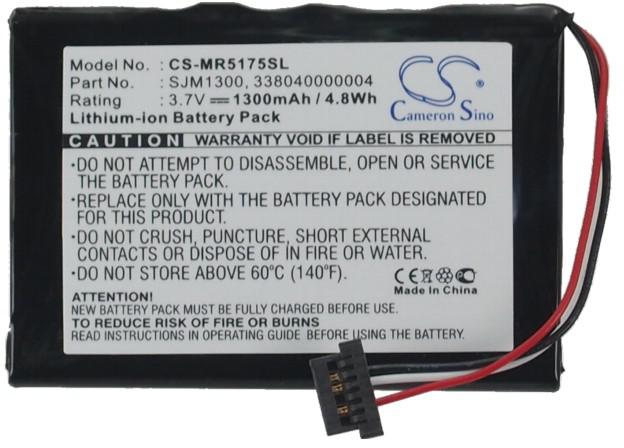 Model No. : CS-MR5175SL
Part No. : SJM1300, 338040000004
Rating : 3.7V ⎓ 1300mAh / 4.8Wh
Lithium-ion Battery Pack
CS
Cameron Sino
CAUTION WARRANTY VOID IF LABEL IS REMOVED
•DO NOT ATTEMPT TO DISASSEMBLE, OPEN OR SERVICE
THE BATTERY PACK.
•REPLACE ONLY WITH THE BATTERY PACK DESIGNATED
FOR THIS PRODUCT.
•DO NOT CRUSH, PUNCTURE, SHORT EXTERNAL
CONTACTS OR DISPOSE OF IN FIRE OR WATER.
•DO NOT STORE ABOVE 60°C (140°F).
CE
Made In China
ATTENTION!
NEW BATTERY PACK MUST BE FULLY CHARGED BEFORE USE.
TO REDUCE RISK OF FIRE OR BURNS
READ INSTRUCTIONS IN OPERATING MANUAL BEFORE USING THE BATTERY.